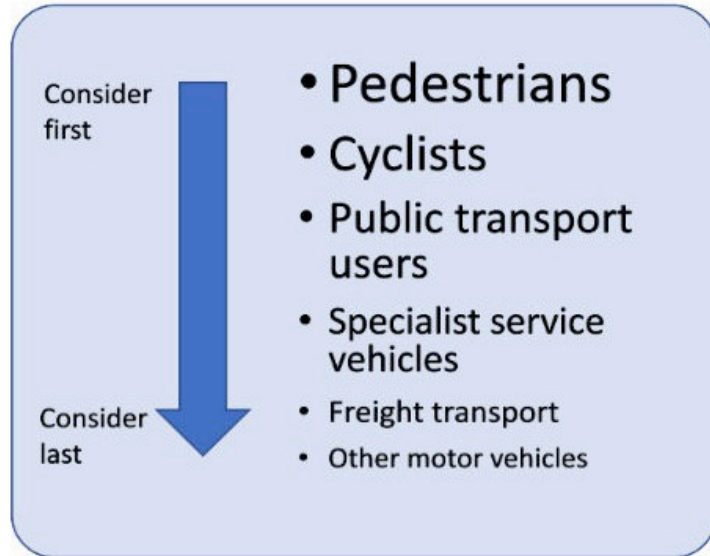 Consider
first
• Pedestrians
• Cyclists
• Public transport
users
• Specialist service
vehicles
Consider
last
• Freight transport
• Other motor vehicles